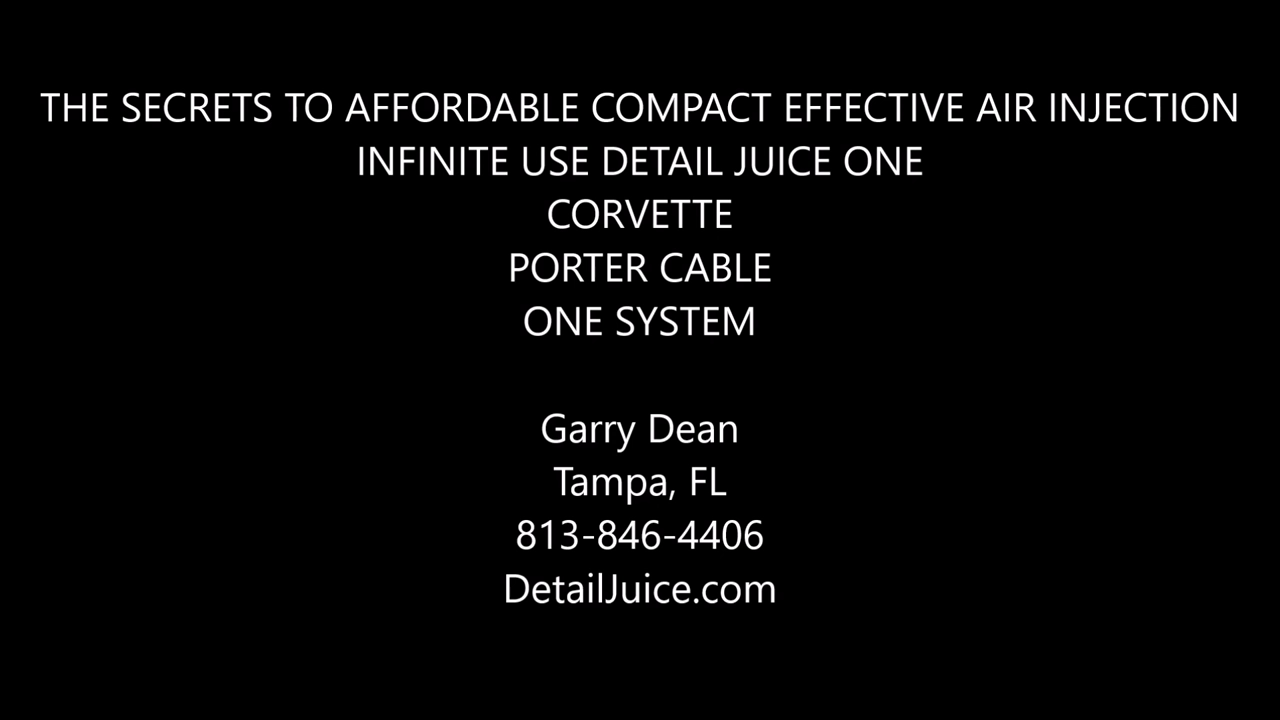 THE SECRETS TO AFFORDABLE COMPACT EFFECTIVE AIR INJECTION
INFINITE USE DETAIL JUICE ONE
CORVETTE
PORTER CABLE
ONE SYSTEM
Garry Dean
Tampa, FL
813-846-4406
DetailJuice.com